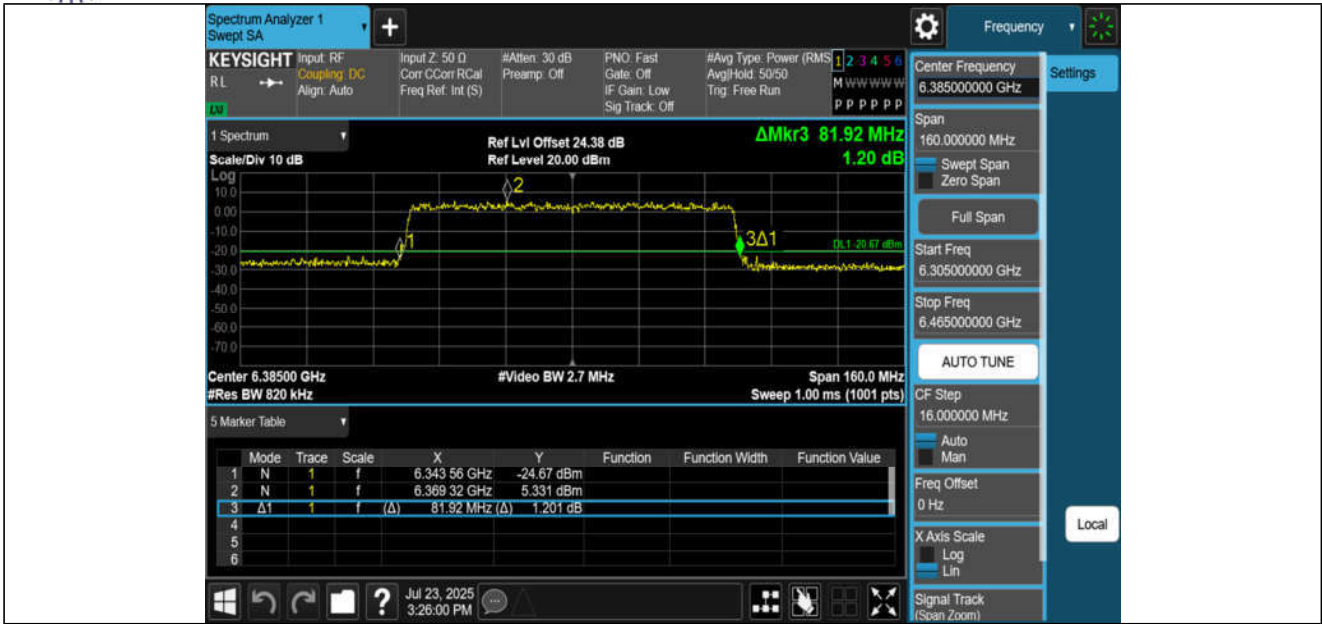 Spectrum Analyzer 1
Swept SA
+
Frequency
KEYSIGHT
RL
LXI
Input: RF
Coupling: DC
Align: Auto
Input Z: 50 Ω
Corr CCorr RCal
Freq Ref: Int (S)
#Atten: 30 dB
Preamp: Off
PNO: Fast
Gate: Off
IF Gain: Low
Sig Track: Off
#Avg Type: Power (RMS
Avg|Hold: 50/50
Trig: Free Run
1 2 3 4 5 6
M W W W W W
P P P P P P
Center Frequency
6.385000000 GHz
Settings
Span
160.000000 MHz
Swept Span
Zero Span
Full Span
Start Freq
6.305000000 GHz
Stop Freq
6.465000000 GHz
AUTO TUNE
CF Step
16.000000 MHz
Auto
Man
Freq Offset
0 Hz
X Axis Scale
Log
Lin
Signal Track
(Span Zoom)
Local
1 Spectrum
Scale/Div 10 dB
Ref Lvl Offset 24.38 dB
Ref Level 20.00 dBm
ΔMkr3 81.92 MHz
1.20 dB
Log
10.0
0.00
-10.0
-20.0
-30.0
-40.0
-50.0
-60.0
-70.0
2
1
3Δ1
DL1 -20.67 dBm
Center 6.38500 GHz
#Video BW 2.7 MHz
Span 160.0 MHz
#Res BW 820 kHz
Sweep 1.00 ms (1001 pts)
5 Marker Table
Mode Trace Scale X Y Function Function Width Function Value
1 N 1 f 6.343 56 GHz -24.67 dBm
2 N 1 f 6.369 32 GHz 5.331 dBm
3 Δ1 1 f (Δ) 81.92 MHz (Δ) 1.201 dB
4
5
6
?
Jul 23, 2025
3:26:00 PM